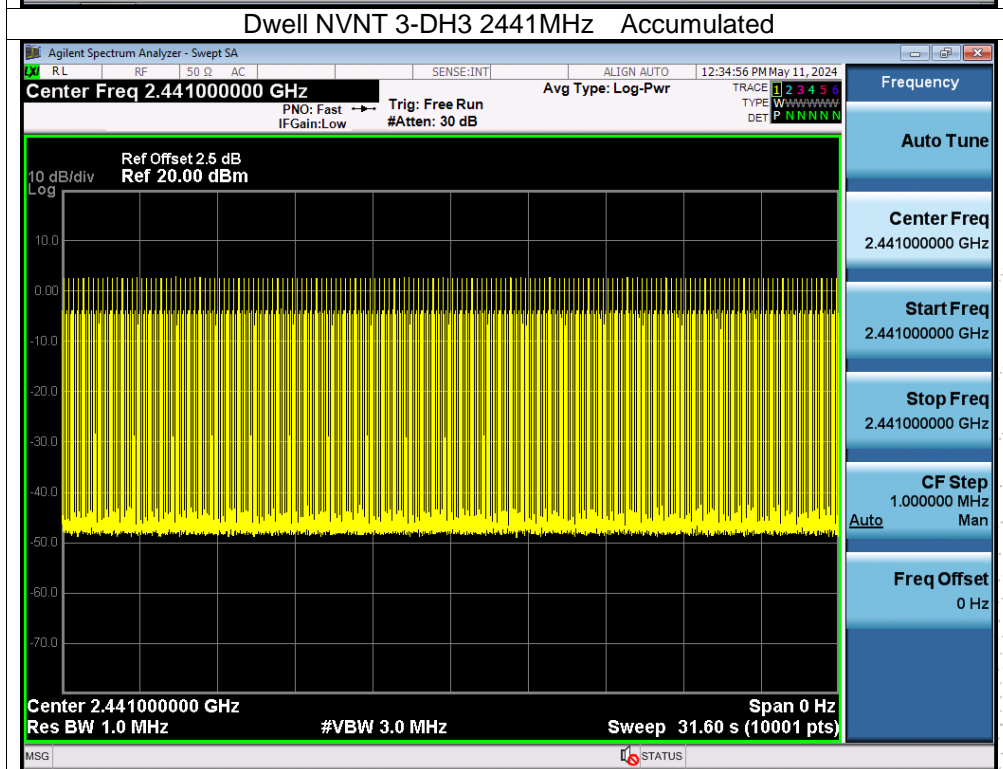 Dwell NVNT 3-DH3 2441MHz Accumulated
Agilent Spectrum Analyzer - Swept SA
LXI RL RF 50 Ω AC SENSE:INT ALIGN AUTO 12:34:56 PM May 11, 2024
Center Freq 2.441000000 GHz Avg Type: Log-Pwr TRACE 1 2 3 4 5 6
PNO: Fast Trig: Free Run TYPE WWWWWWW
IFGain:Low #Atten: 30 dB DET P N N N N N
Ref Offset 2.5 dB
10 dB/div Ref 20.00 dBm
Log
10.0
0.00
-10.0
-20.0
-30.0
-40.0
-50.0
-60.0
-70.0
Center 2.441000000 GHz Span 0 Hz
Res BW 1.0 MHz #VBW 3.0 MHz Sweep 31.60 s (10001 pts)
MSG STATUS
Frequency
Auto Tune
Center Freq
2.441000000 GHz
Start Freq
2.441000000 GHz
Stop Freq
2.441000000 GHz
CF Step
1.000000 MHz
Auto Man
Freq Offset
0 Hz